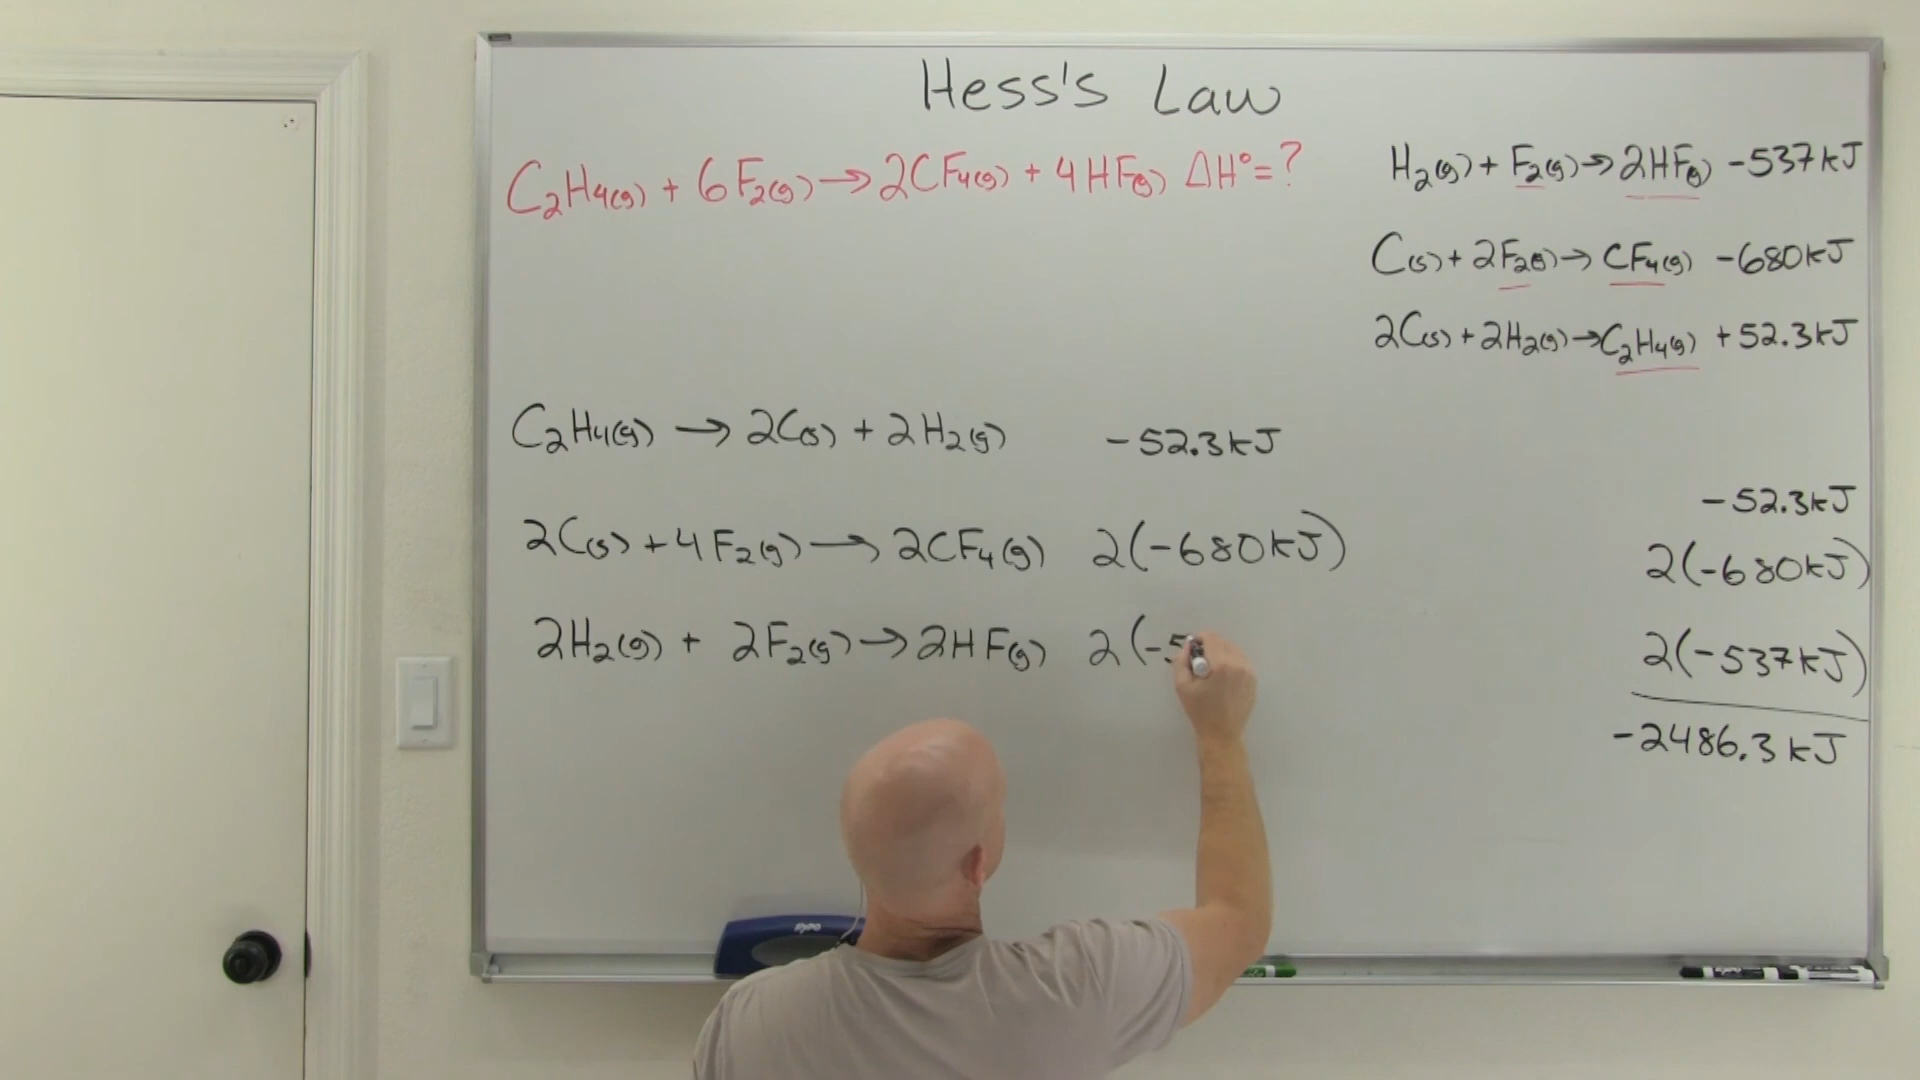 Hess's Law
C2H4(g) + 6F2(g) → 2CF4(g) + 4HF(g) ΔH° = ?
H2(g) + F2(g) → 2HF(g) -537kJ
C(s) + 2F2(g) → CF4(g) -680kJ
2C(s) + 2H2(g) → C2H4(g) +52.3kJ
C2H4(g) → 2C(s) + 2H2(g) -52.3kJ
2C(s) + 4F2(g) → 2CF4(g) 2(-680kJ)
2H2(g) + 2F2(g) → 2HF(g) 2(-5
-52.3kJ
2(-680kJ)
2(-537kJ)
-2486.3kJ
expo